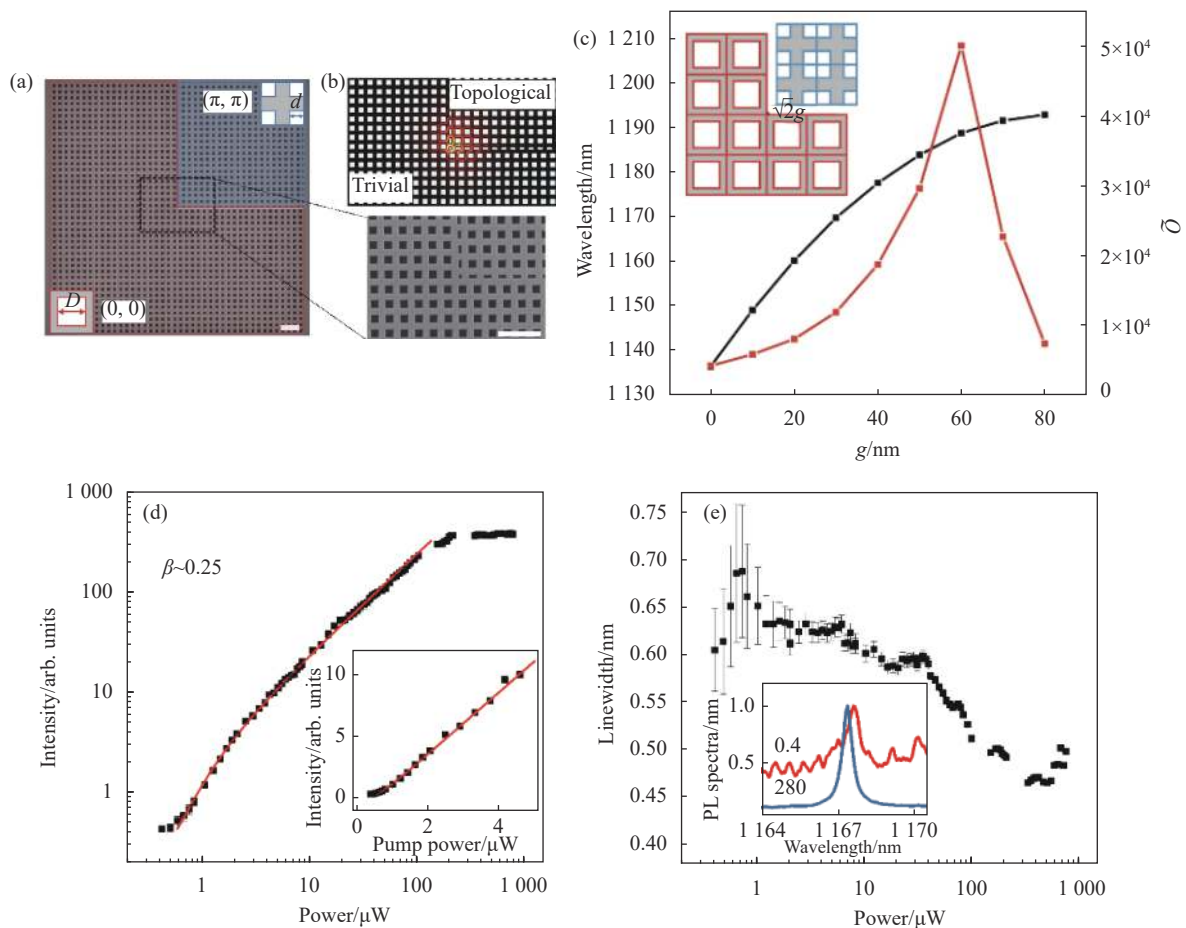 (a)
(π, π)
d
D
(0, 0)
(b)
Topological
Trivial
(c)
1 210
1 200
1 190
1 180
1 170
1 160
1 150
1 140
1 130
Wavelength/nm
√2g
5×10⁴
4×10⁴
3×10⁴
2×10⁴
1×10⁴
0
Q
0 20 40 60 80
g/nm
(d)
β~0.25
1 000
100
10
1
Intensity/arb. units
1 10 100 1 000
Power/μW
10
5
0
Intensity/arb. units
0 2 4
Pump power/μW
(e)
0.75
0.70
0.65
0.60
0.55
0.50
0.45
0.40
Linewidth/nm
1 10 100 1 000
Power/μW
1.0
0.5
PL spectra/nm
0.4
280
1 164 1 167 1 170
Wavelength/nm